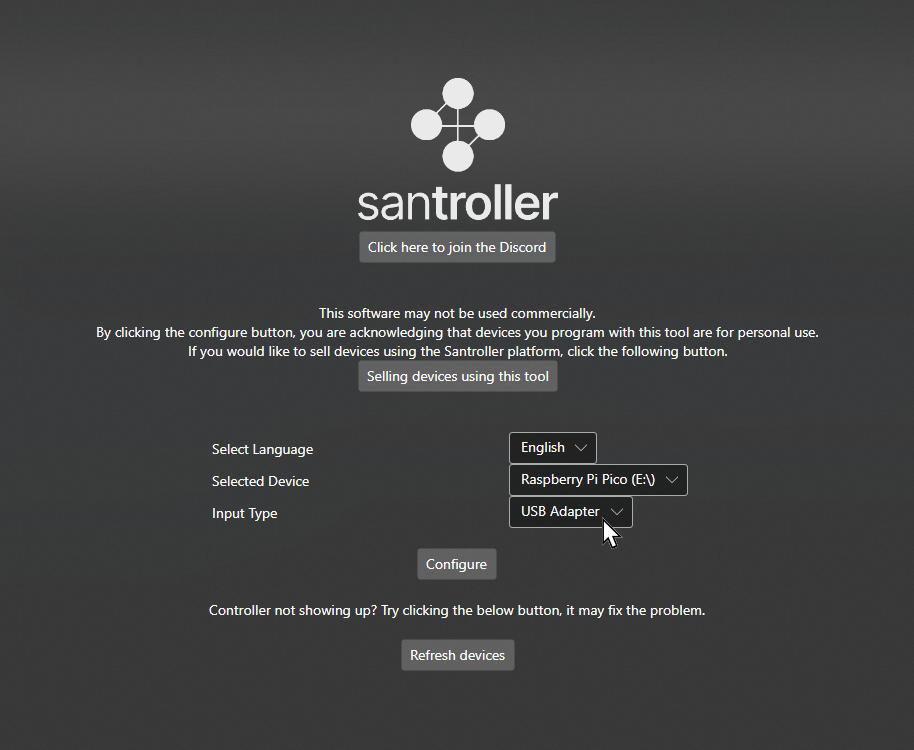 santroller
Click here to join the Discord
This software may not be used commercially.
By clicking the configure button, you are acknowledging that devices you program with this tool are for personal use.
If you would like to sell devices using the Santroller platform, click the following button.
Selling devices using this tool
Select Language
English
Selected Device
Raspberry Pi Pico (E:\)
Input Type
USB Adapter
Configure
Controller not showing up? Try clicking the below button, it may fix the problem.
Refresh devices